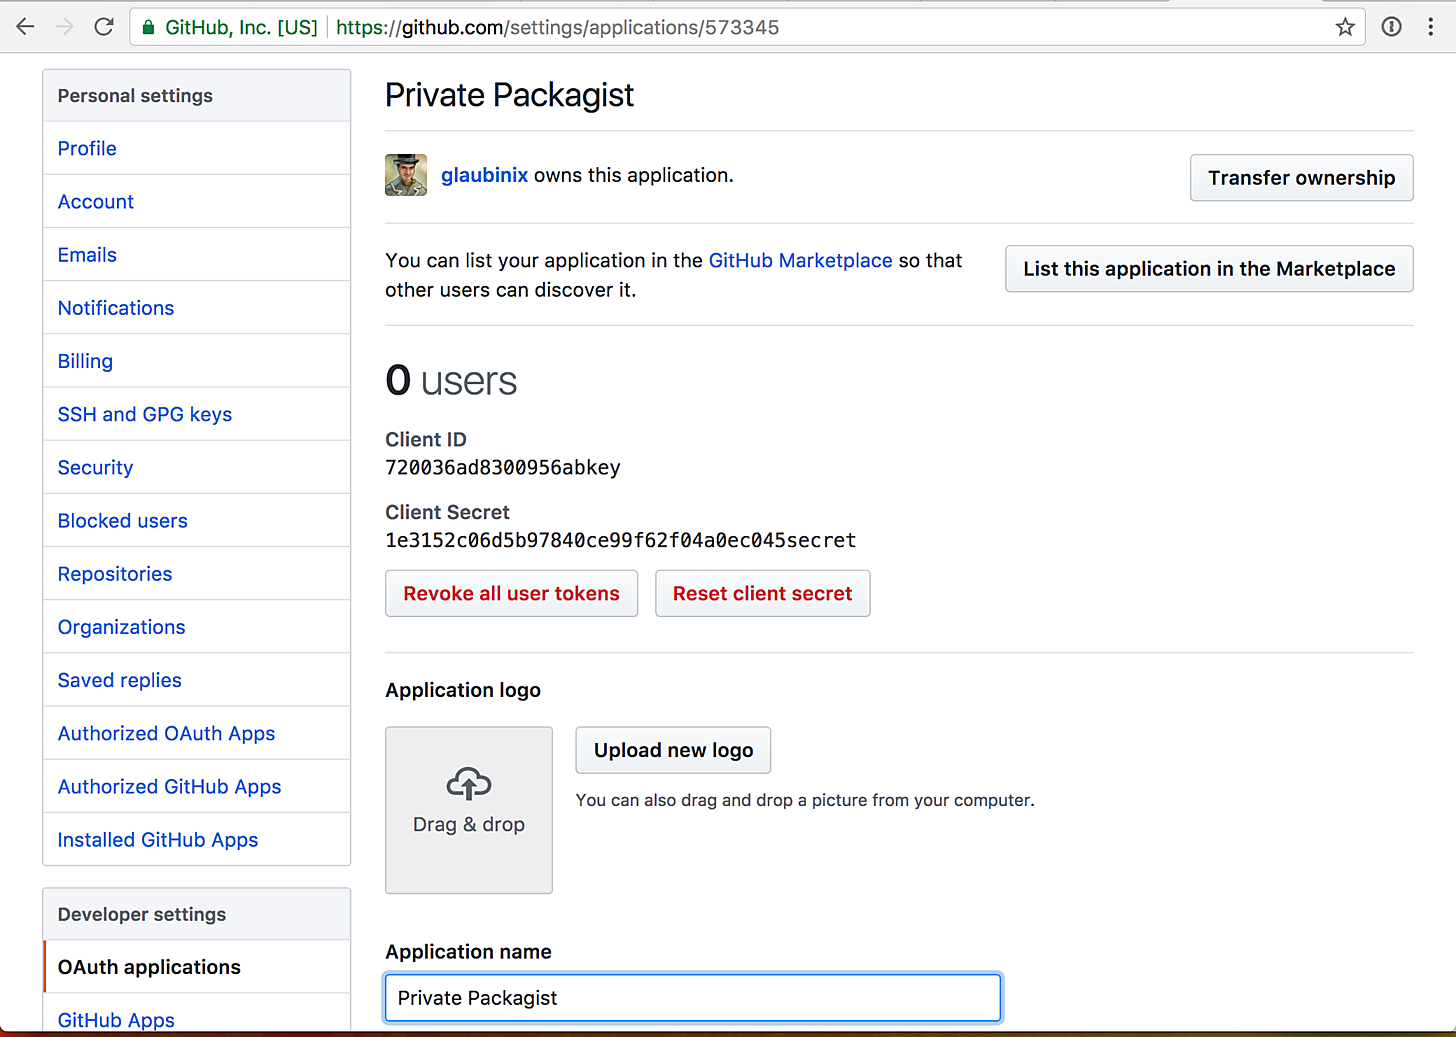 GitHub, Inc. [US] https://github.com/settings/applications/573345
Personal settings
Profile
Account
Emails
Notifications
Billing
SSH and GPG keys
Security
Blocked users
Repositories
Organizations
Saved replies
Authorized OAuth Apps
Authorized GitHub Apps
Installed GitHub Apps
Developer settings
OAuth applications
GitHub Apps
Private Packagist
glaubinix owns this application.
Transfer ownership
You can list your application in the GitHub Marketplace so that
other users can discover it.
List this application in the Marketplace
0 users
Client ID
720036ad8300956abkey
Client Secret
1e3152c06d5b97840ce99f62f04a0ec045secret
Revoke all user tokens
Reset client secret
Application logo
Drag & drop
Upload new logo
You can also drag and drop a picture from your computer.
Application name
Private Packagist